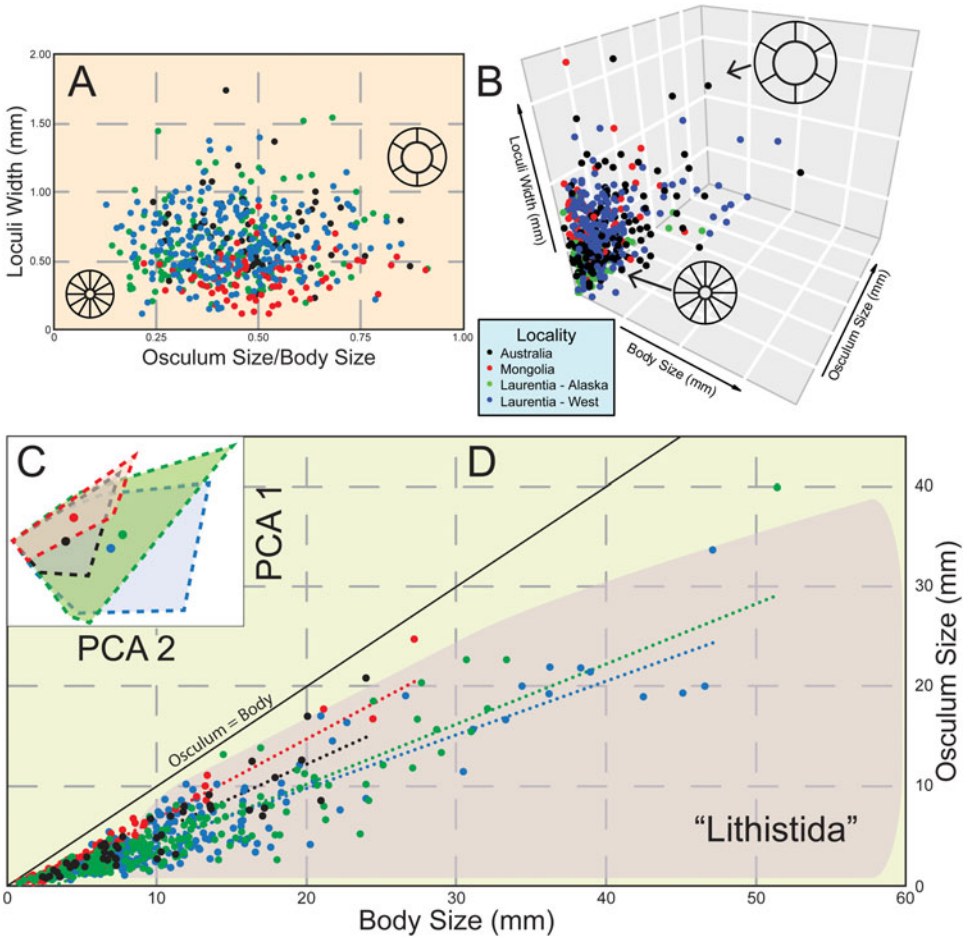 A
2.00
1.50
1.00
0.50
0
0.25
0.50
0.75
1.00
Loculi Width (mm)
Osculum Size/Body Size
B
Loculi Width (mm)
Body Size (mm)
Osculum Size (mm)
Locality
Australia
Mongolia
Laurentia - Alaska
Laurentia - West
C
PCA 1
PCA 2
D
Osculum = Body
"Lithistida"
40
30
20
10
0
Osculum Size (mm)
0
10
20
30
40
50
60
Body Size (mm)